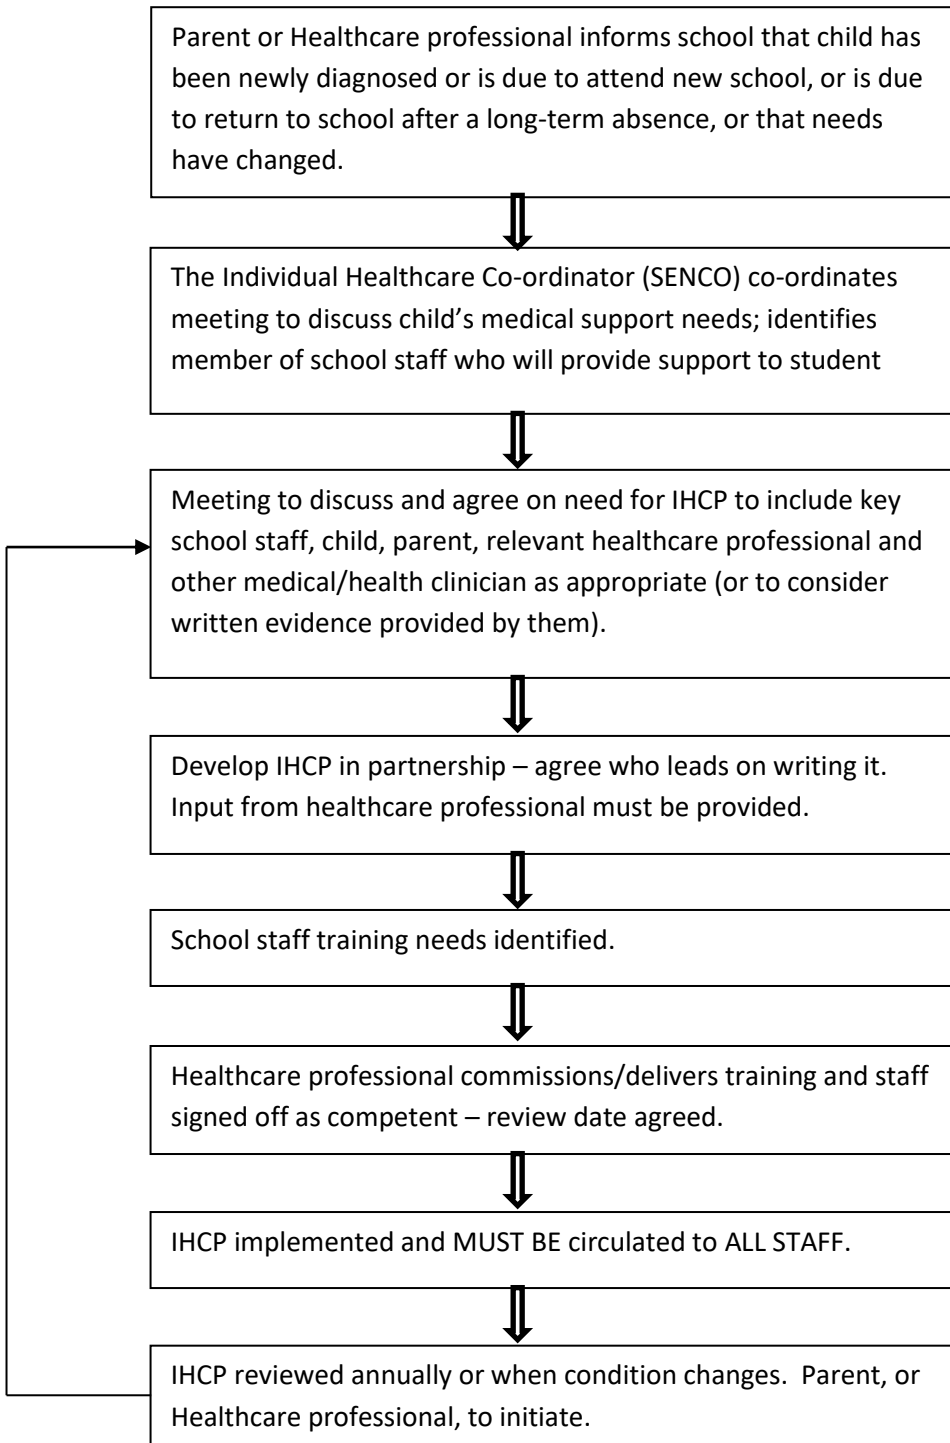 Parent or Healthcare professional informs school that child has
been newly diagnosed or is due to attend new school, or is due
to return to school after a long-term absence, or that needs
have changed.
The Individual Healthcare Co-ordinator (SENCO) co-ordinates
meeting to discuss child’s medical support needs; identifies
member of school staff who will provide support to student
Meeting to discuss and agree on need for IHCP to include key
school staff, child, parent, relevant healthcare professional and
other medical/health clinician as appropriate (or to consider
written evidence provided by them).
Develop IHCP in partnership – agree who leads on writing it.
Input from healthcare professional must be provided.
School staff training needs identified.
Healthcare professional commissions/delivers training and staff
signed off as competent – review date agreed.
IHCP implemented and MUST BE circulated to ALL STAFF.
IHCP reviewed annually or when condition changes.  Parent, or
Healthcare professional, to initiate.